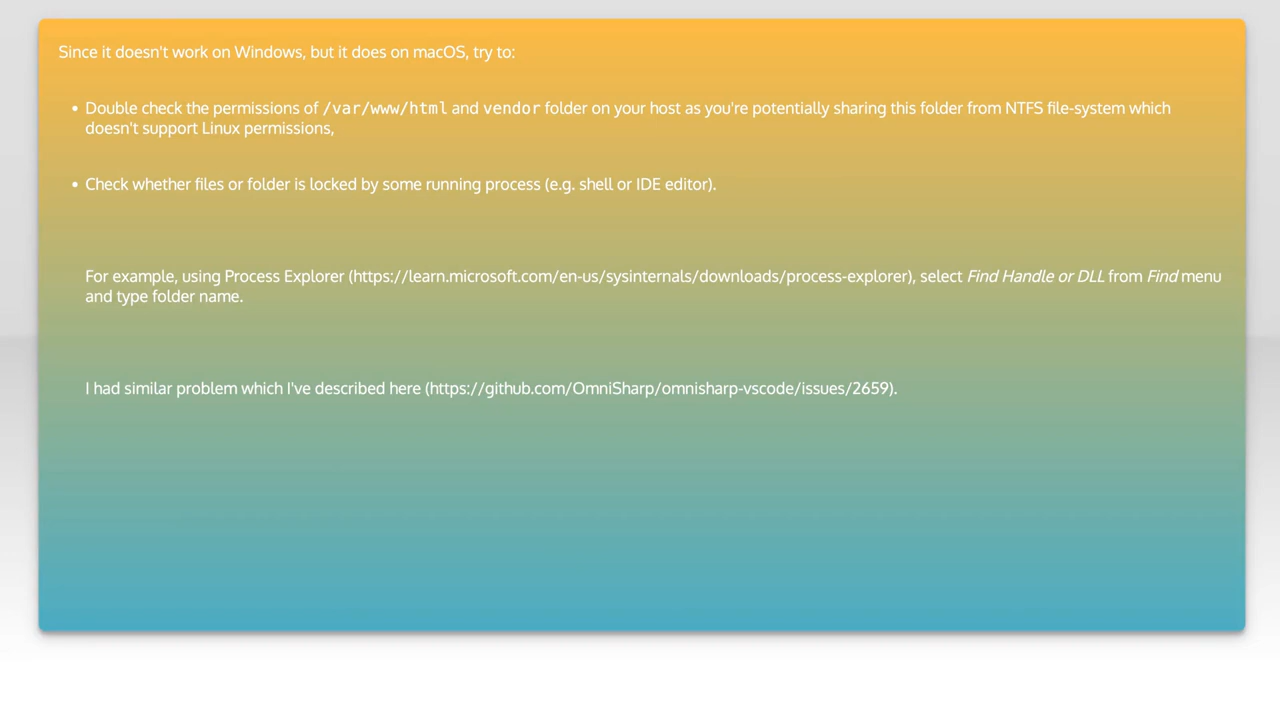 Since it doesn't work on Windows, but it does on macOS, try to:
• Double check the permissions of /var/www/html and vendor folder on your host as you're potentially sharing this folder from NTFS file-system which
doesn't support Linux permissions,
• Check whether files or folder is locked by some running process (e.g. shell or IDE editor).
For example, using Process Explorer (https://learn.microsoft.com/en-us/sysinternals/downloads/process-explorer), select Find Handle or DLL from Find menu
and type folder name.
I had similar problem which I've described here (https://github.com/OmniSharp/omnisharp-vscode/issues/2659).